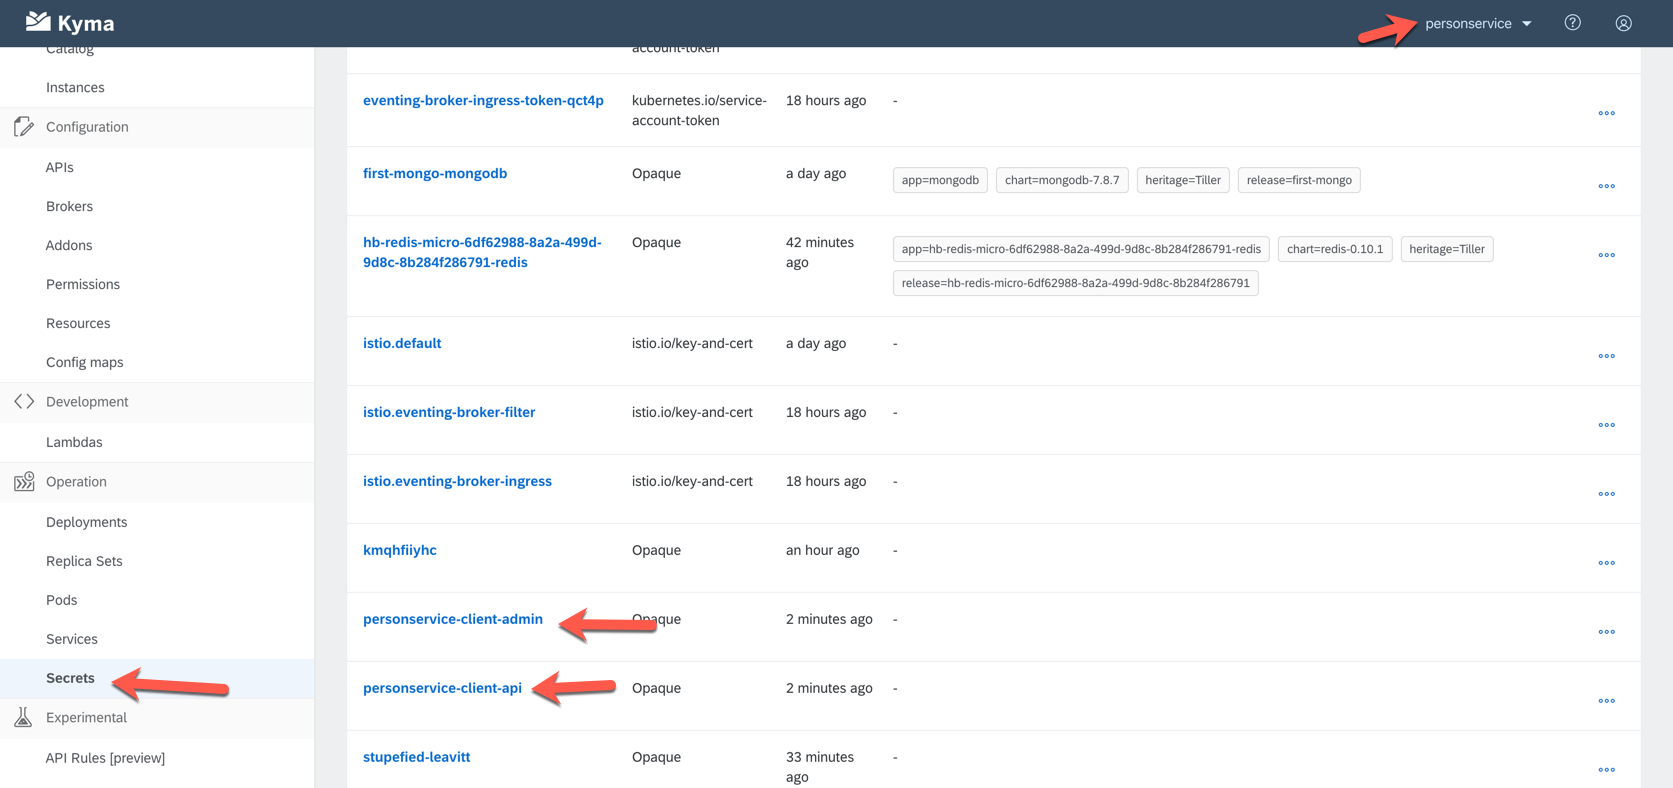 Kyma
personservice
Catalog
Instances
Configuration
APIs
Brokers
Addons
Permissions
Resources
Config maps
Development
Lambdas
Operation
Deployments
Replica Sets
Pods
Services
Secrets
Experimental
API Rules [preview]
account-token
eventing-broker-ingress-token-qct4p
kubernetes.io/service-
account-token
18 hours ago
-
first-mongo-mongodb
Opaque
a day ago
app=mongodb
chart=mongodb-7.8.7
heritage=Tiller
release=first-mongo
hb-redis-micro-6df62988-8a2a-499d-
9d8c-8b284f286791-redis
Opaque
42 minutes
ago
app=hb-redis-micro-6df62988-8a2a-499d-9d8c-8b284f286791-redis
chart=redis-0.10.1
heritage=Tiller
release=hb-redis-micro-6df62988-8a2a-499d-9d8c-8b284f286791
istio.default
istio.io/key-and-cert
a day ago
-
istio.eventing-broker-filter
istio.io/key-and-cert
18 hours ago
-
istio.eventing-broker-ingress
istio.io/key-and-cert
18 hours ago
-
kmqhfiiyhc
Opaque
an hour ago
-
personservice-client-admin
Opaque
2 minutes ago
-
personservice-client-api
Opaque
2 minutes ago
-
stupefied-leavitt
Opaque
33 minutes
ago
-